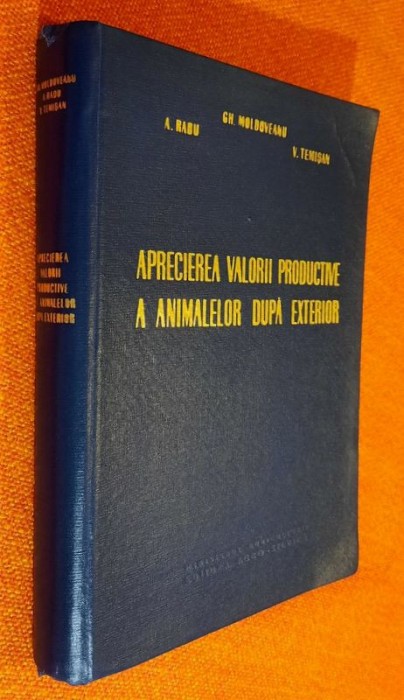 GH. MOLDOVEANU
A. RADU
V. TEMIȘAN
APRECIEREA
VALORII
PRODUCTIVE
A ANIMALELOR
DUPĂ EXTERIOR
GH. MOLDOVEANU
A. RADU
V. TEMIȘAN
APRECIEREA VALORII PRODUCTIVE
A ANIMALELOR DUPĂ EXTERIOR